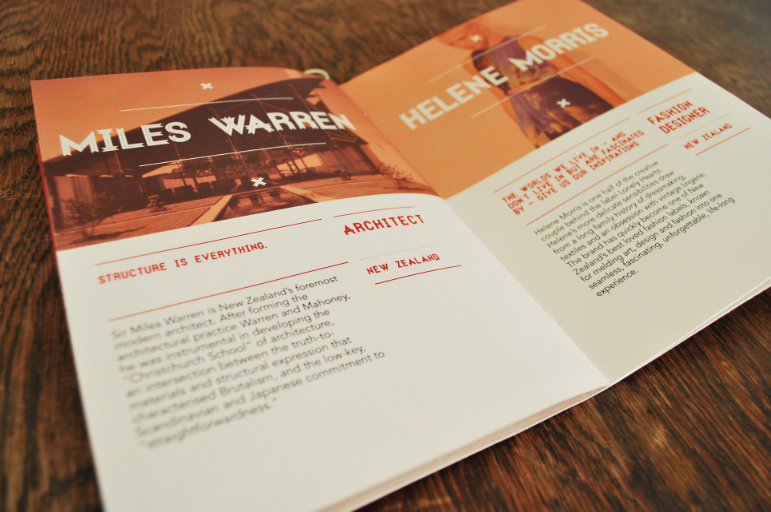 MILES WARREN
STRUCTURE IS EVERYTHING.
ARCHITECT
NEW ZEALAND
Sir Miles Warren is New Zealand's foremost
modern architect. After forming the
architectural practice Warren and Mahoney,
he was instrumental in developing the
"Christchurch School" of architecture,
an intersection between the truth-to-
materials and structural expression that
characterised Brutalism, and the low-key,
Scandinavian and Japanese commitment to
"straightforwardness."
HELENE MORRIS
THE WORLDS WE LIVE IN - AND
DON'T LIVE IN BUT ARE FASCINATED
BY - GIVE US OUR INSPIRATIONS
FASHION
DESIGNER
NEW ZEALAND
Helene Morris is one half of the creative
couple behind the label Lonely Hearts.
Helene's more delicate sensibilities draw
from a long family history of dressmaking,
textiles and an obsession with vintage lingerie.
The brand has quickly become one of New
Zealand's best loved fashion labels, known
for melding art, design and fashion into one
seamless, fascinating, unforgettable, life-long
experience.